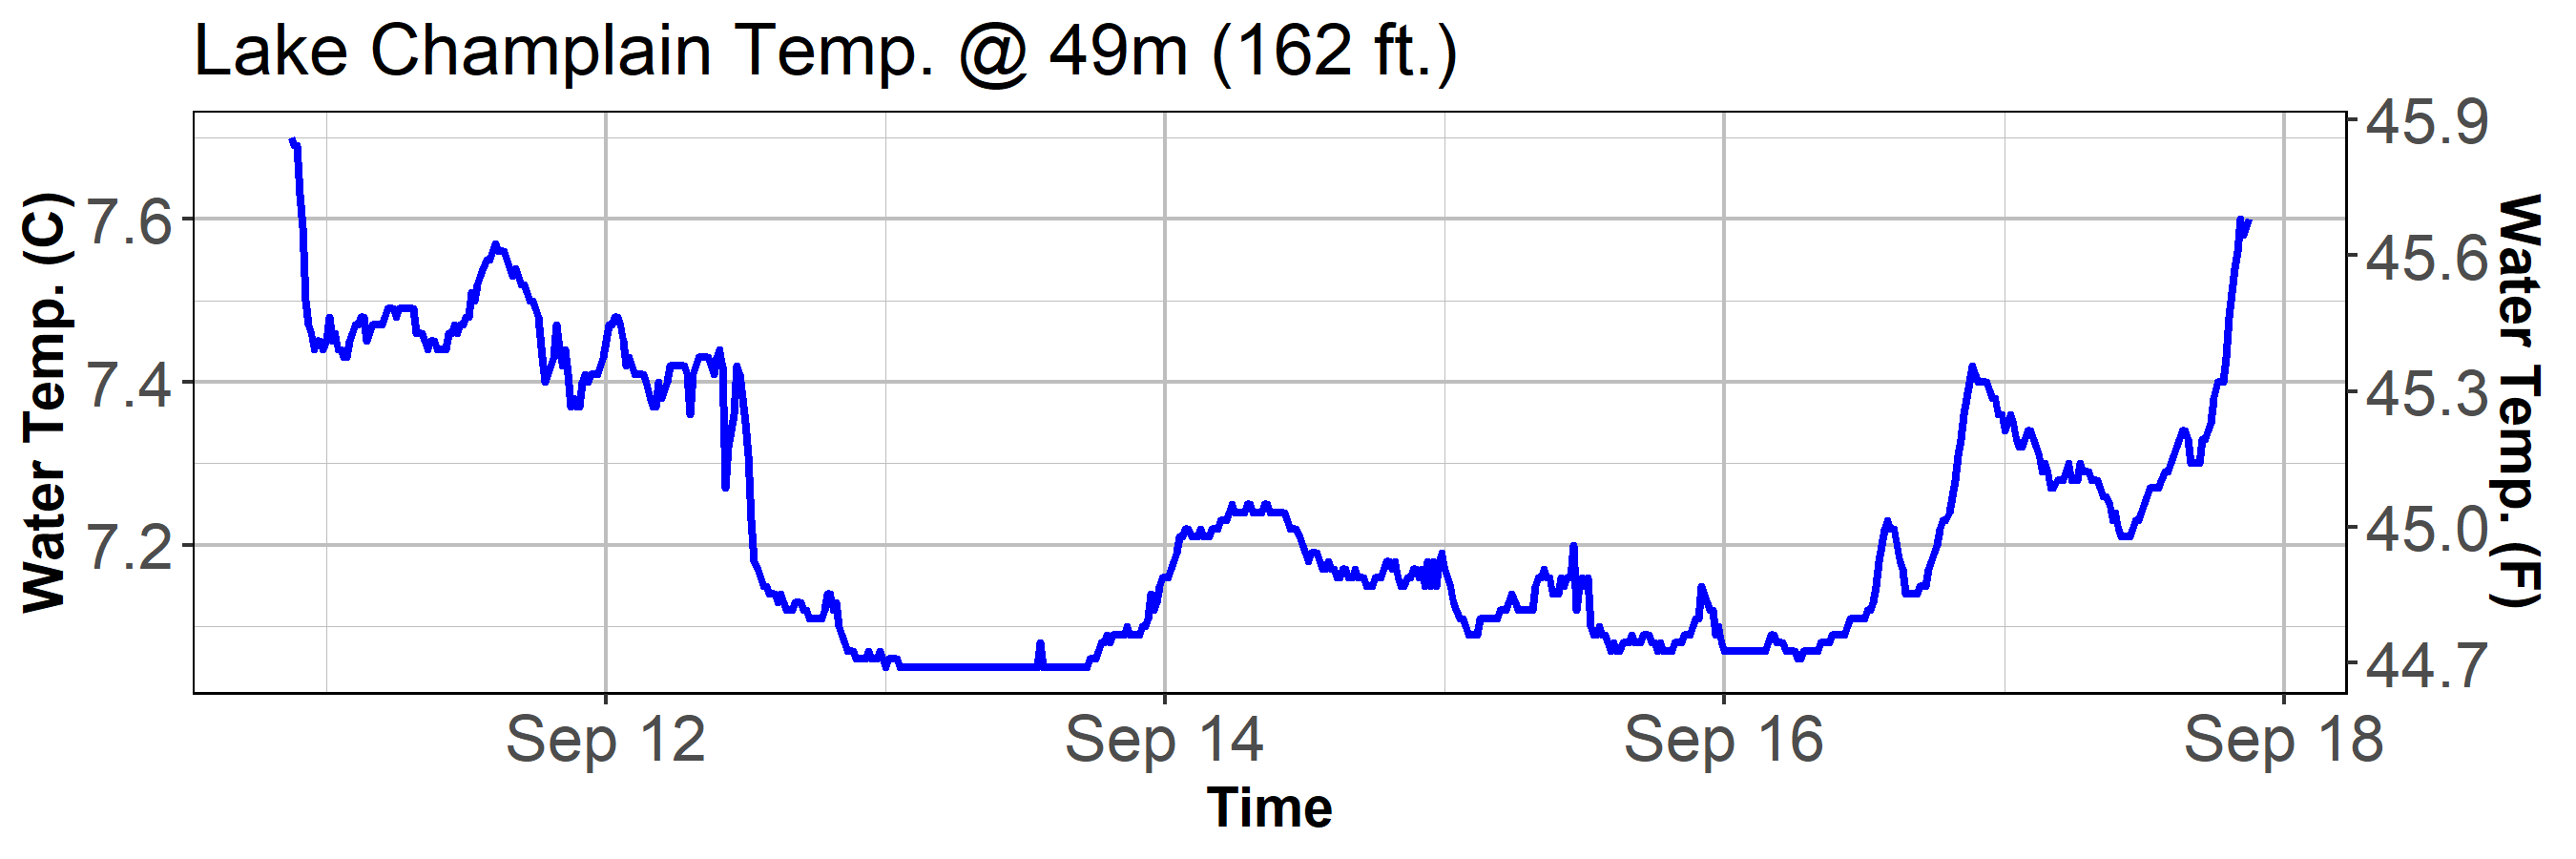 Lake Champlain Temp. @ 49m (162 ft.)
Water Temp. (C)
7.6
7.4
7.2
45.9
45.6
45.3
45.0
44.7
Water Temp. (F)
Sep 12
Sep 14
Sep 16
Sep 18
Time